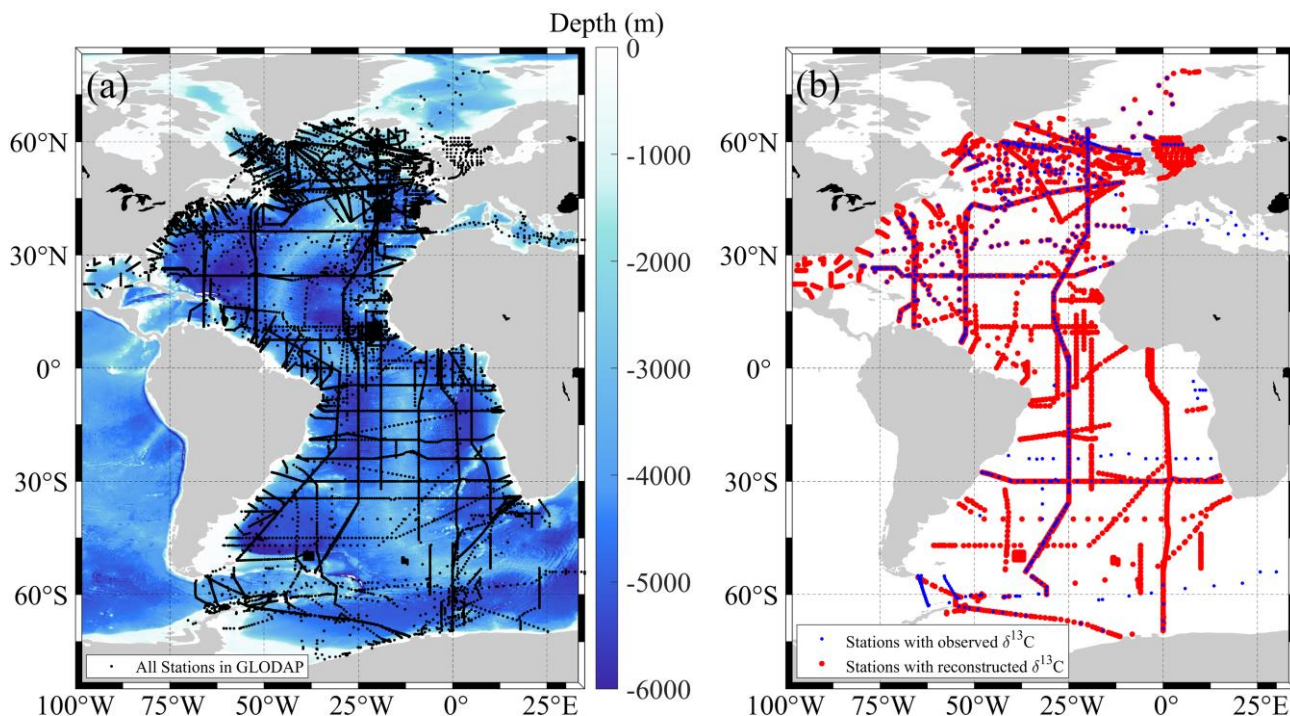 Depth (m)
(a)
60°N
30°N
0°
30°S
60°S
100°W
75°W
50°W
25°W
0°
25°E
All Stations in GLODAP
0
-1000
-2000
-3000
-4000
-5000
-6000
(b)
60°N
30°N
0°
30°S
60°S
100°W
75°W
50°W
25°W
0°
25°E
Stations with observed δ¹³C
Stations with reconstructed δ¹³C